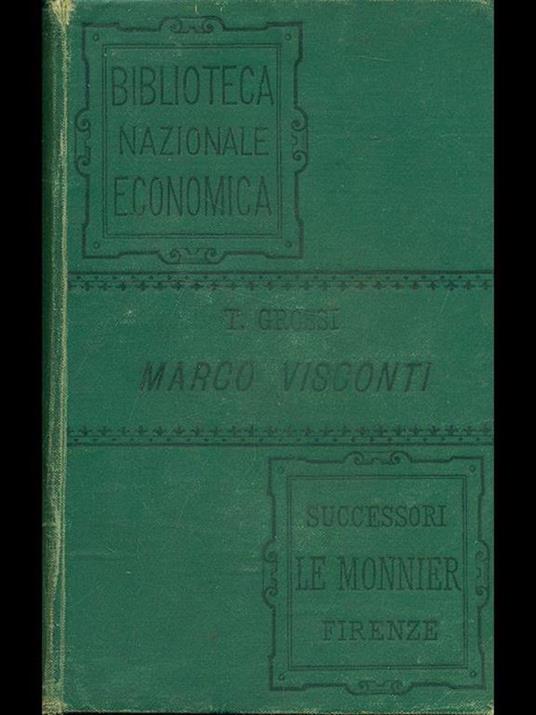 BIBLIOTECA
NAZIONALE
ECONOMICA
T. GROSSI
MARCO VISCONTI
SUCCESSORI
LE MONNIER
FIRENZE